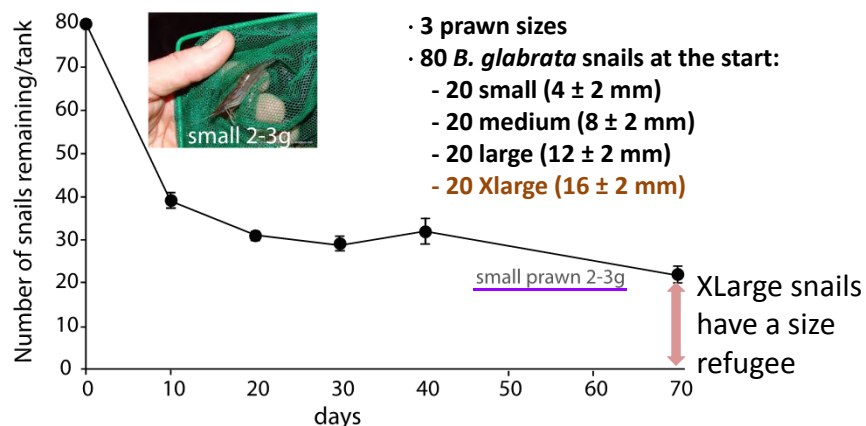 · 3 prawn sizes
· 80 B. glabrata snails at the start:
- 20 small (4 ± 2 mm)
- 20 medium (8 ± 2 mm)
- 20 large (12 ± 2 mm)
- 20 Xlarge (16 ± 2 mm)
small 2-3g
Number of snails remaining/tank
80
70
60
50
40
30
20
10
0
small prawn 2-3g
XLarge snails
have a size
refugee
0 10 20 30 40 50 60 70
days